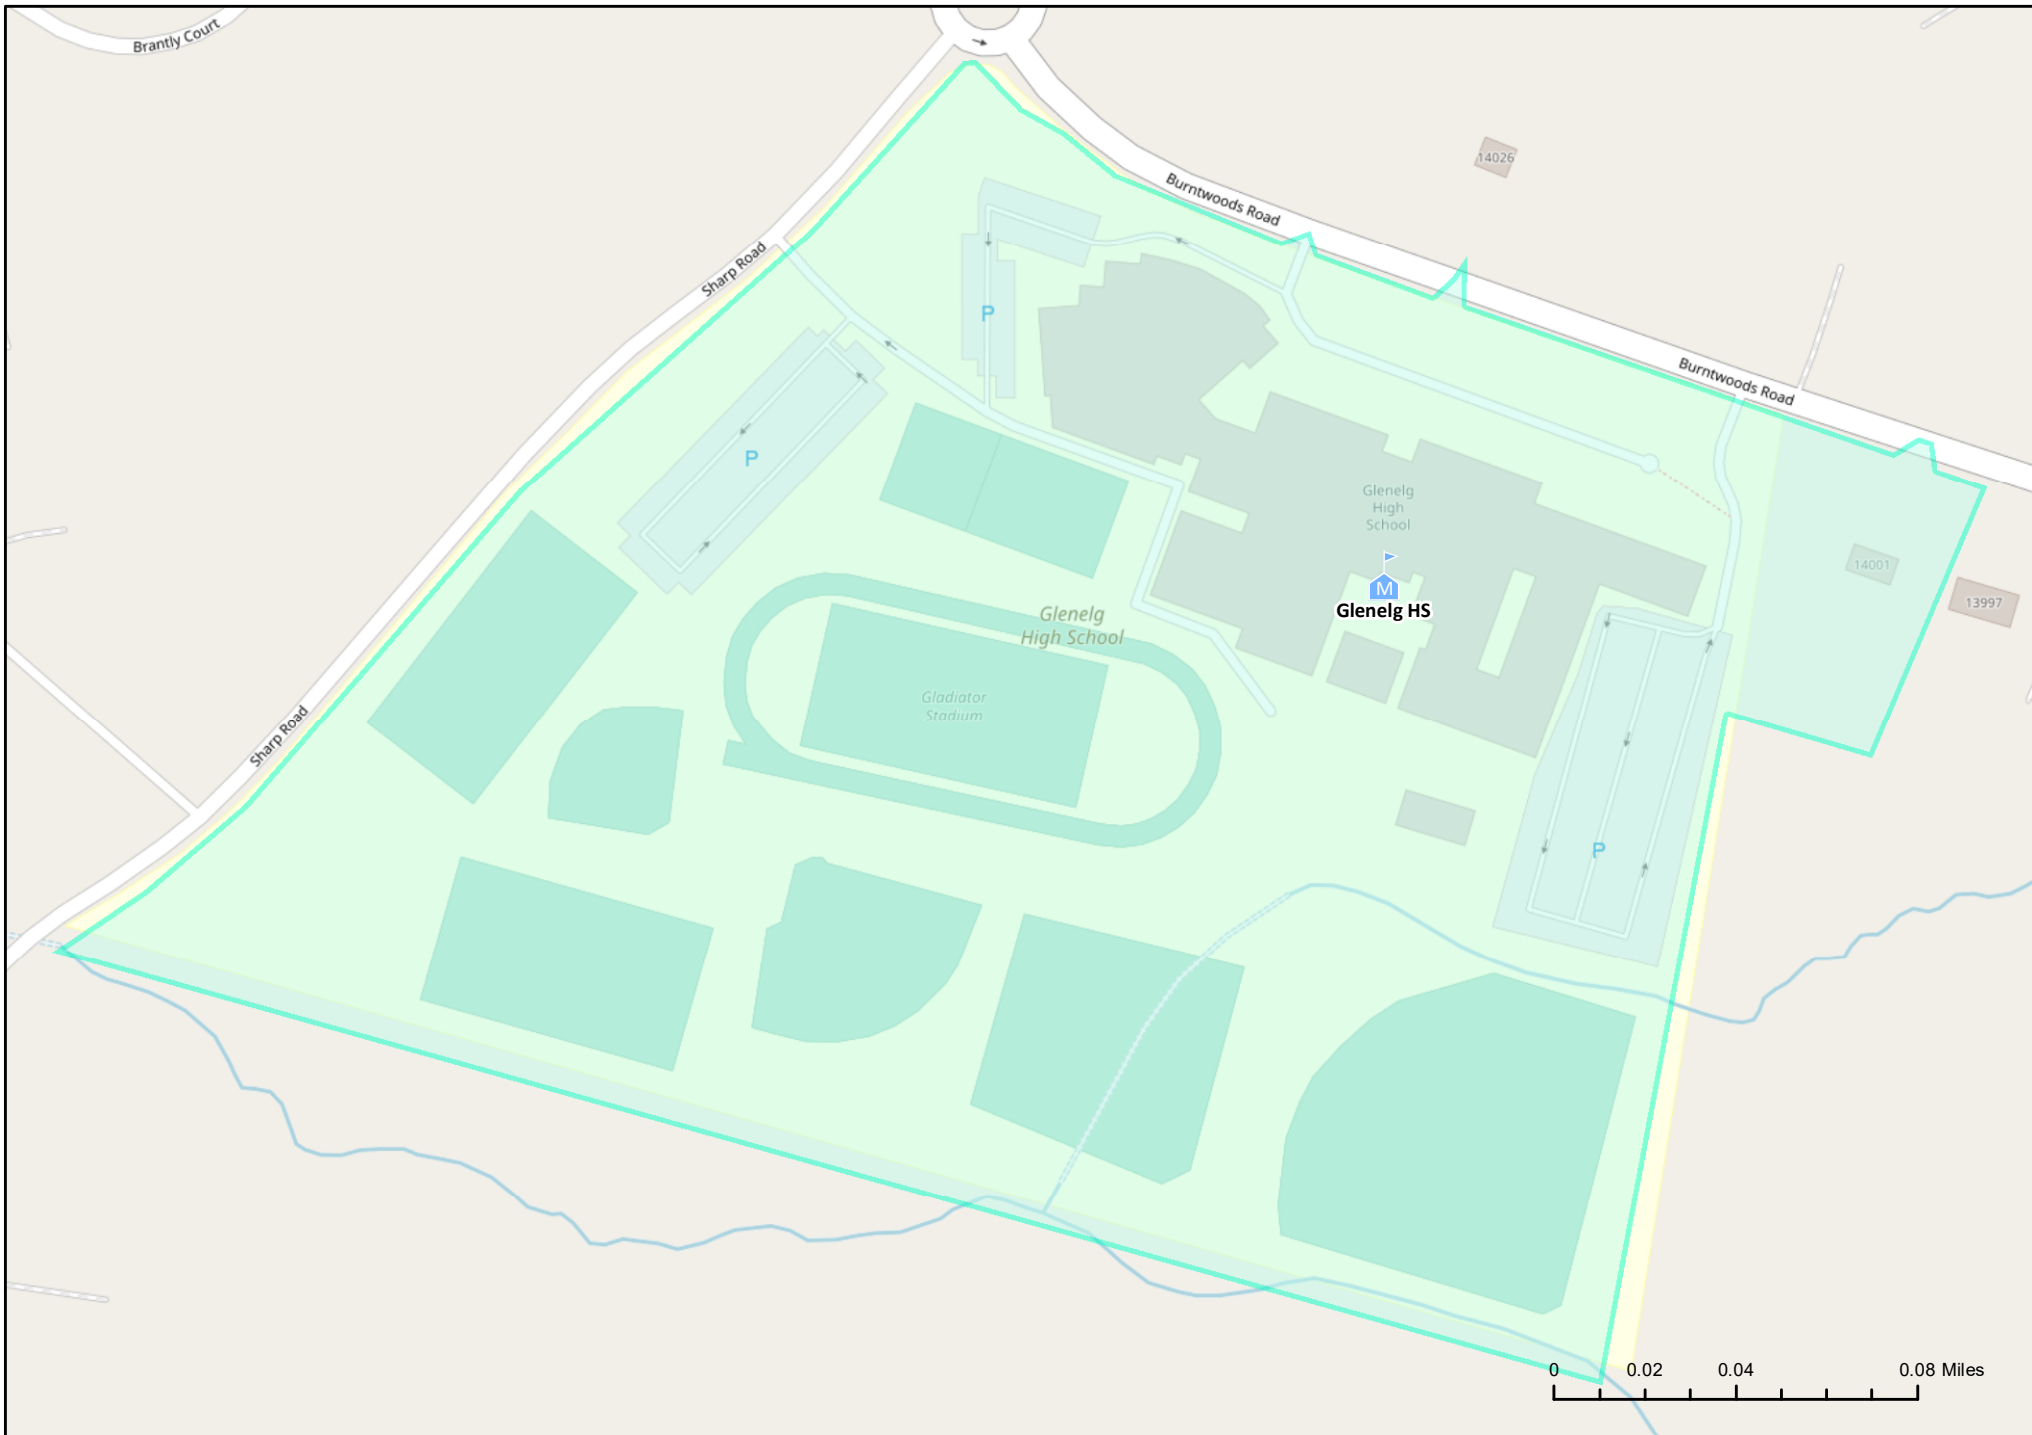 Brantly Court
14026
Burntwoods Road
Sharp Road
P
Burntwoods Road
P
Glenelg
High
School
14001
M
Glenelg HS
13997
Glenelg
High School
Gladiator
Stadium
Sharp Road
P
0 0.02 0.04 0.08 Miles